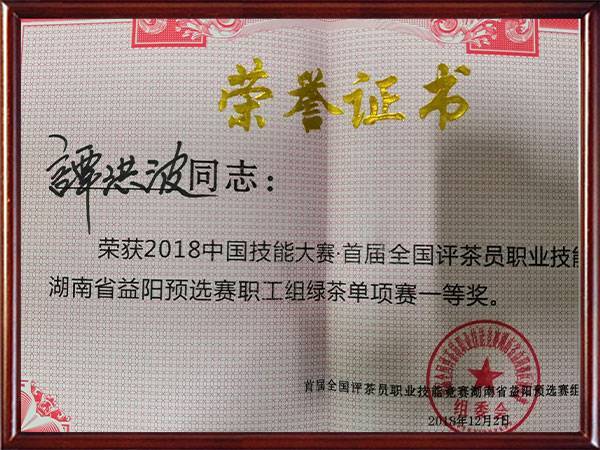 荣誉证书
譚洪波同志：
荣获2018中国技能大赛·首届全国评茶员职业技能
湖南省益阳预选赛职工组绿茶单项赛一等奖。
首届全国评茶员职业技能竞赛湖南省益阳预选赛组
组委会
2018年12月2日